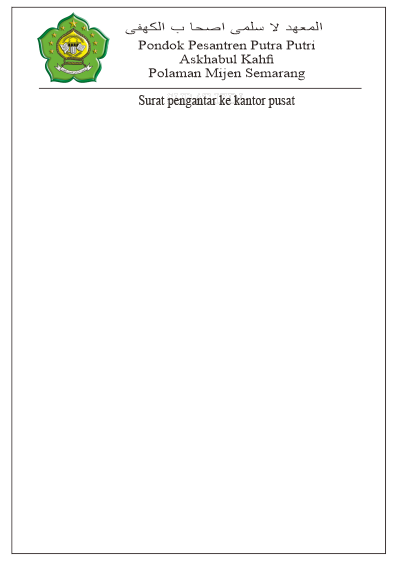 المعهد لا سلمى اصحا ب الكهفى
Pondok Pesantren Putra Putri
Askhabul Kahfi
Polaman Mijen Semarang
Surat pengantar ke kantor pusat